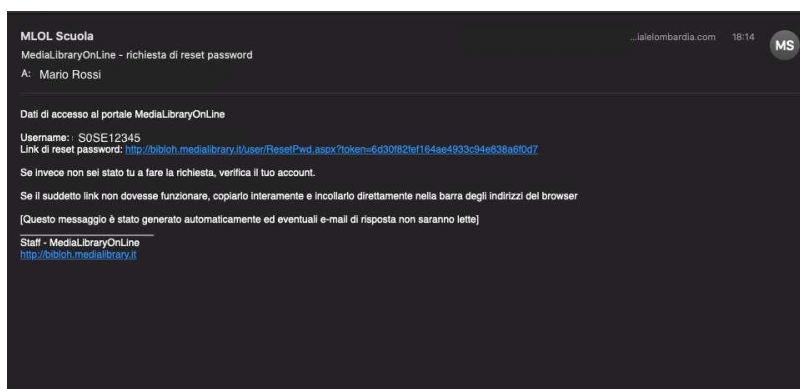 MLOL Scuola
...ialelombardia.com 18:14
MS
MediaLibraryOnLine - richiesta di reset password
A: Mario Rossi
Dati di accesso al portale MediaLibraryOnLine
Username: : S0SE12345
Link di reset password: http://bibloh.medialibrary.it/user/ResetPwd.aspx?token=6d30f82fef164ae4933c94e838a6f0d7
Se invece non sei stato tu a fare la richiesta, verifica il tuo account.
Se il suddetto link non dovesse funzionare, copiarlo interamente e incollarlo direttamente nella barra degli indirizzi del browser
[Questo messaggio è stato generato automaticamente ed eventuali e-mail di risposta non saranno lette]
Staff - MediaLibraryOnLine
http://bibloh.medialibrary.it